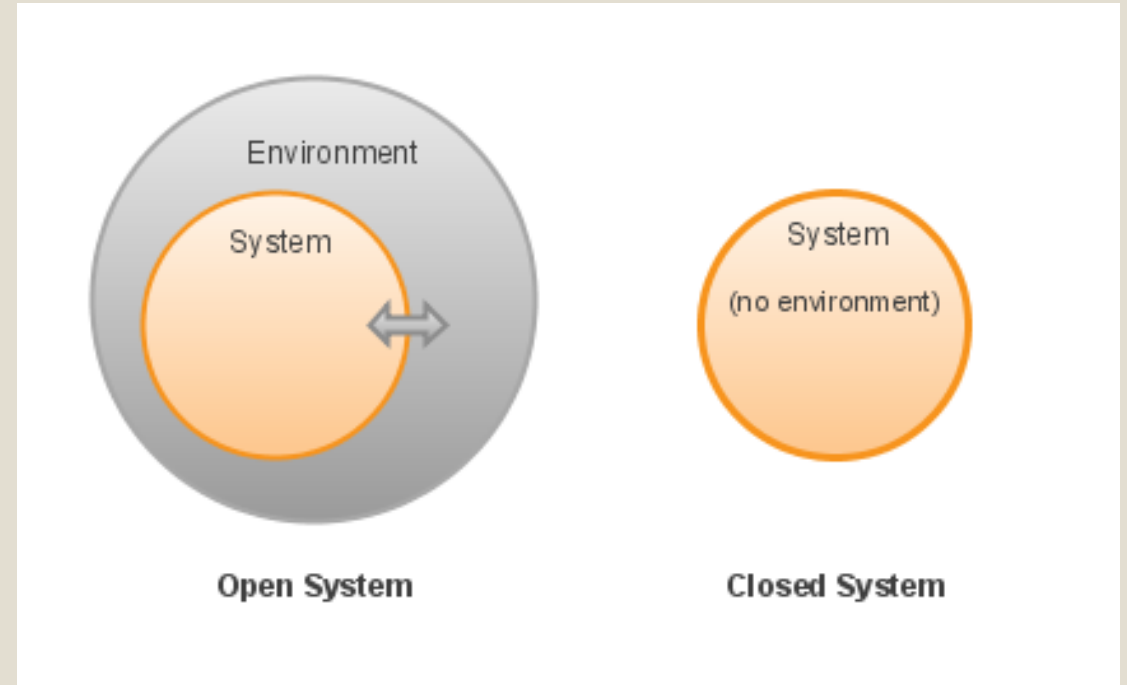 Environment
System
Open System
System
(no environment)
Closed System